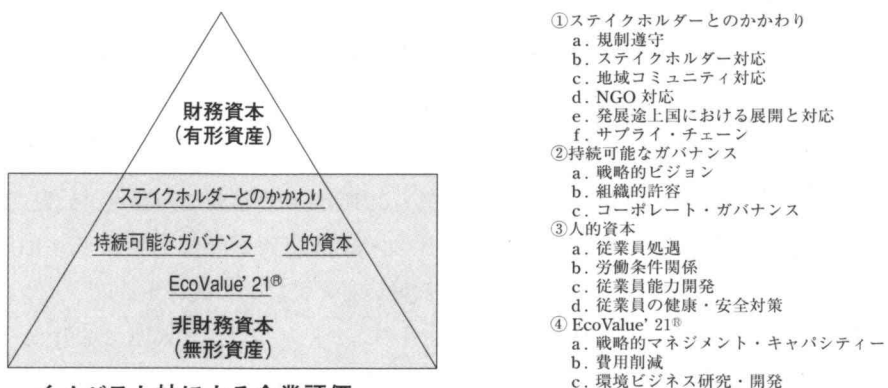 財務資本
(有形資産)
ステイクホルダーとのかかわり
持続可能なガバナンス 人的資本
EcoValue' 21®
非財務資本
(無形資産)
①ステイクホルダーとのかかわり
a. 規制遵守
b. ステイクホルダー対応
c. 地域コミュニティ対応
d. NGO 対応
e. 発展途上国における展開と対応
f. サプライ・チェーン
②持続可能なガバナンス
a. 戦略的ビジョン
b. 組織的許容
c. コーポレート・ガバナンス
③人的資本
a. 従業員処遇
b. 労働条件関係
c. 従業員能力開発
d. 従業員の健康・安全対策
④ EcoValue' 21®
a. 戦略的マネジメント・キャパシティー
b. 費用削減
c. 環境ビジネス研究・開発